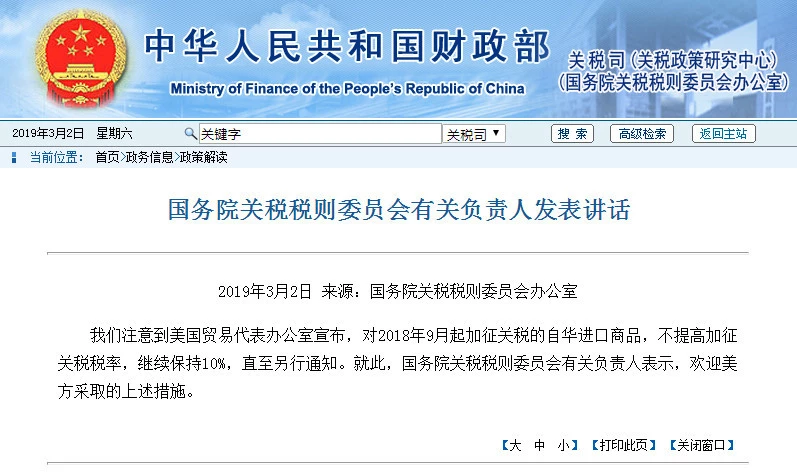 中华人民共和国财政部
Ministry of Finance of the People's Republic of China
关税司(关税政策研究中心)
(国务院关税税则委员会办公室)
2019年3月2日 星期六 关键字 关税司▼ 搜 索 高级检索 返回主站
当前位置： 首页>政务信息>政策解读
国务院关税税则委员会有关负责人发表讲话
2019年3月2日 来源：国务院关税税则委员会办公室
我们注意到美国贸易代表办公室宣布，对2018年9月起加征关税的自华进口商品，不提高加征
关税税率，继续保持10%，直至另行通知。就此，国务院关税税则委员会有关负责人表示，欢迎美
方采取的上述措施。
【大 中 小】 【打印此页】 【关闭窗口】